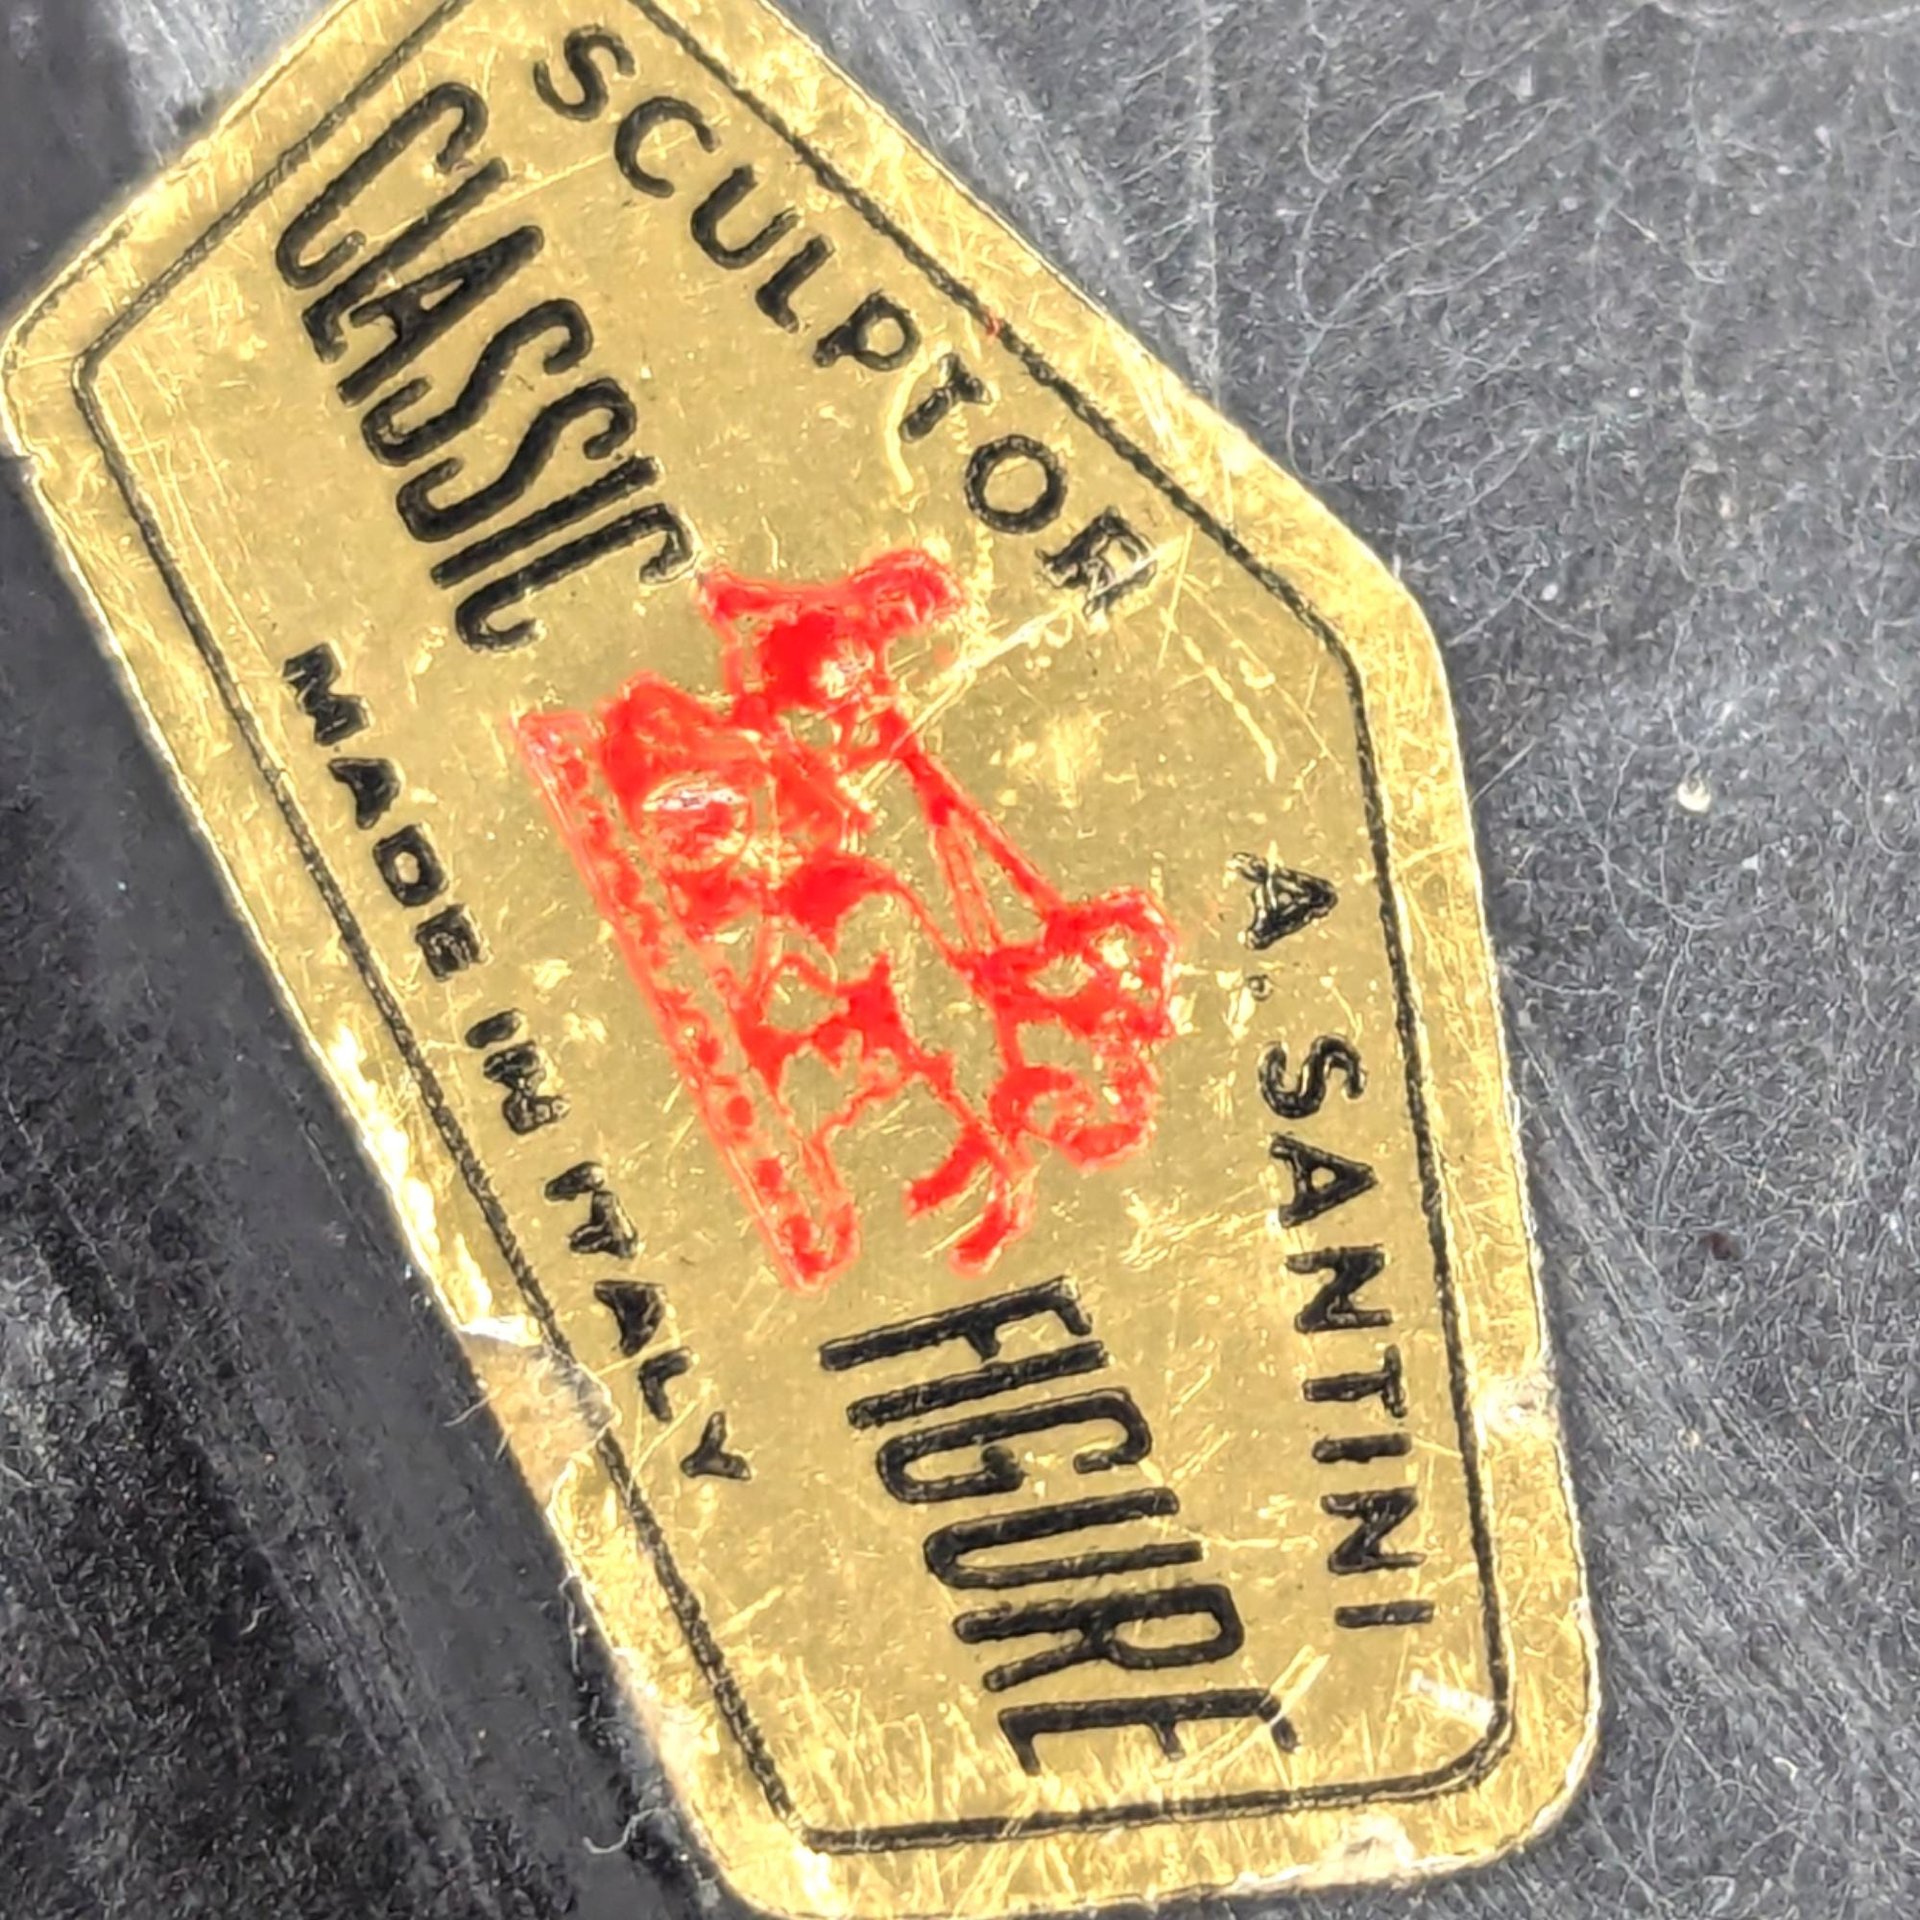 SCULPTOR A. SANTINI
CLASSIC FIGURE
MADE IN ITALY